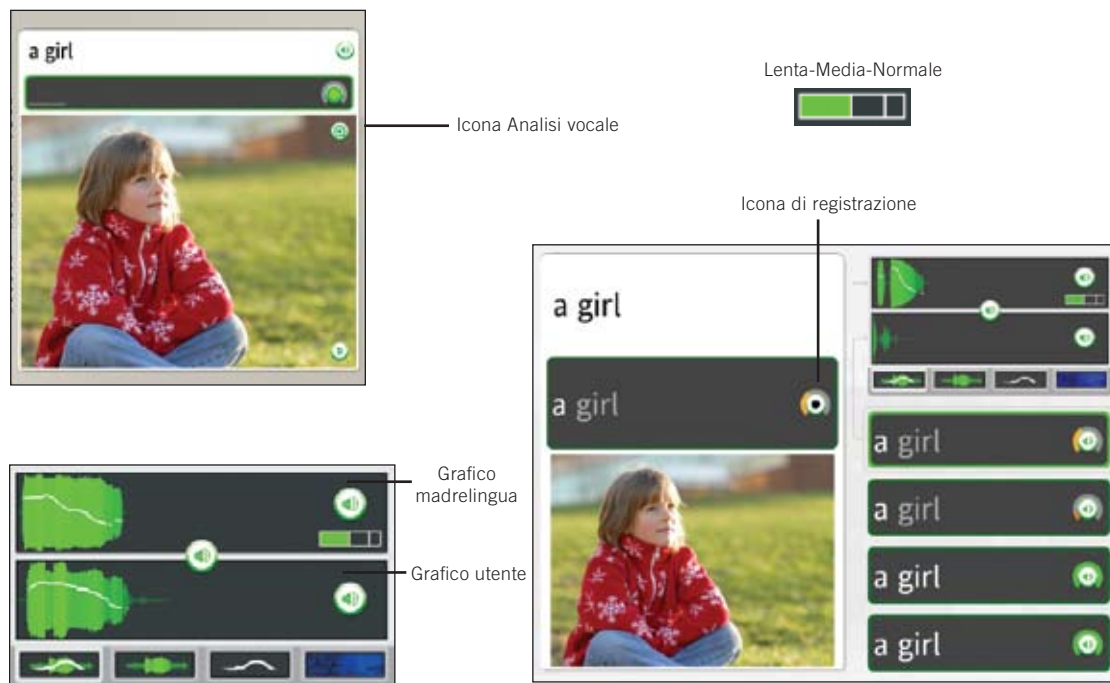 a girl
Icona Analisi vocale
Lenta-Media-Normale
Icona di registrazione
a girl
a girl
Grafico
madrelingua
Grafico utente
a girl
a girl
a girl
a girl